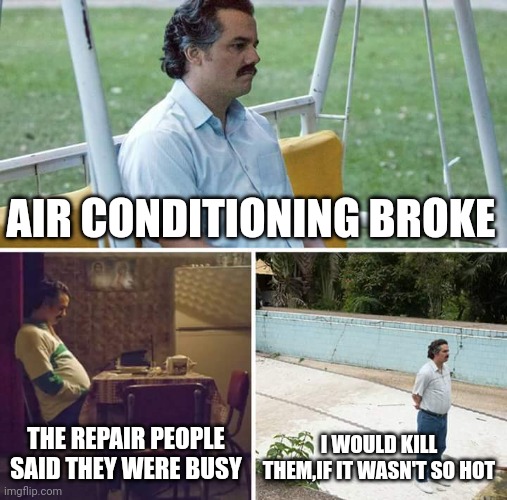 AIR CONDITIONING BROKE
THE REPAIR PEOPLE
SAID THEY WERE BUSY
I WOULD KILL
THEM,IF IT WASN'T SO HOT
imgflip.com